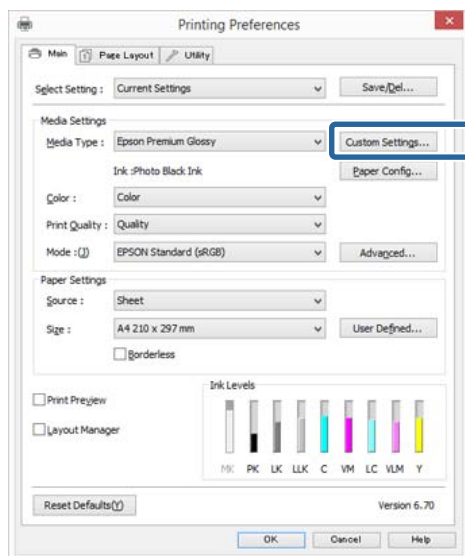 Printing Preferences
Main Page Layout Utility
Select Setting : Current Settings Save/Del...
Media Settings
Media Type : Epson Premium Glossy Custom Settings...
Ink :Photo Black Ink Paper Config...
Color : Color
Print Quality : Quality
Mode :(J) EPSON Standard (sRGB) Advanced...
Paper Settings
Source : Sheet
Size : A4 210 x 297 mm User Defined...
Borderless
Ink Levels
Print Preview
Layout Manager
MK PK LK LLK C VM LC VLM Y
Reset Defaults(Y) Version 6.70
OK Cancel Help